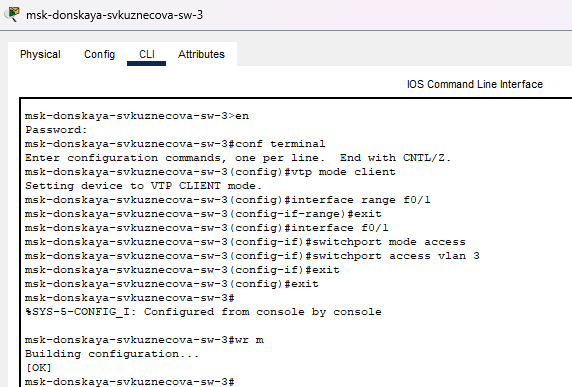 msk-donskaya-svkuznecova-sw-3
Physical Config CLI Attributes
IOS Command Line Interface
msk-donskaya-svkuznecova-sw-3>en
Password:
msk-donskaya-svkuznecova-sw-3#conf terminal
Enter configuration commands, one per line.  End with CNTL/Z.
msk-donskaya-svkuznecova-sw-3(config)#vtp mode client
Setting device to VTP CLIENT mode.
msk-donskaya-svkuznecova-sw-3(config)#interface range f0/1
msk-donskaya-svkuznecova-sw-3(config-if-range)#exit
msk-donskaya-svkuznecova-sw-3(config)#interface f0/1
msk-donskaya-svkuznecova-sw-3(config-if)#switchport mode access
msk-donskaya-svkuznecova-sw-3(config-if)#switchport access vlan 3
msk-donskaya-svkuznecova-sw-3(config-if)#exit
msk-donskaya-svkuznecova-sw-3(config)#exit
msk-donskaya-svkuznecova-sw-3#
%SYS-5-CONFIG_I: Configured from console by console
msk-donskaya-svkuznecova-sw-3#wr m
Building configuration...
[OK]
msk-donskaya-svkuznecova-sw-3#